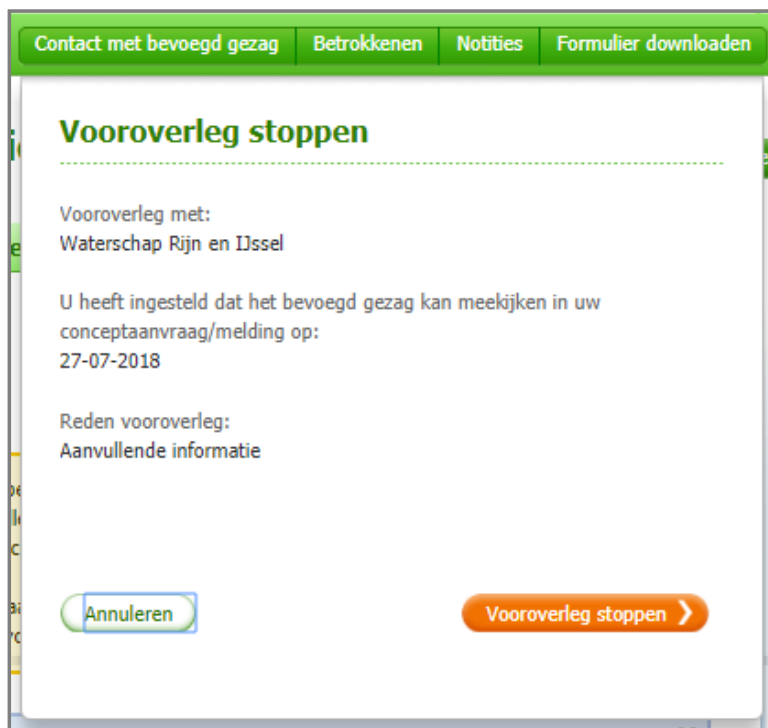 Contact met bevoegd gezag Betrokkenen Notities Formulier downloaden
Vooroverleg stoppen
Vooroverleg met:
Waterschap Rijn en IJssel
U heeft ingesteld dat het bevoegd gezag kan meekijken in uw
conceptaanvraag/melding op:
27-07-2018
Reden vooroverleg:
Aanvullende informatie
Annuleren Vooroverleg stoppen ❯